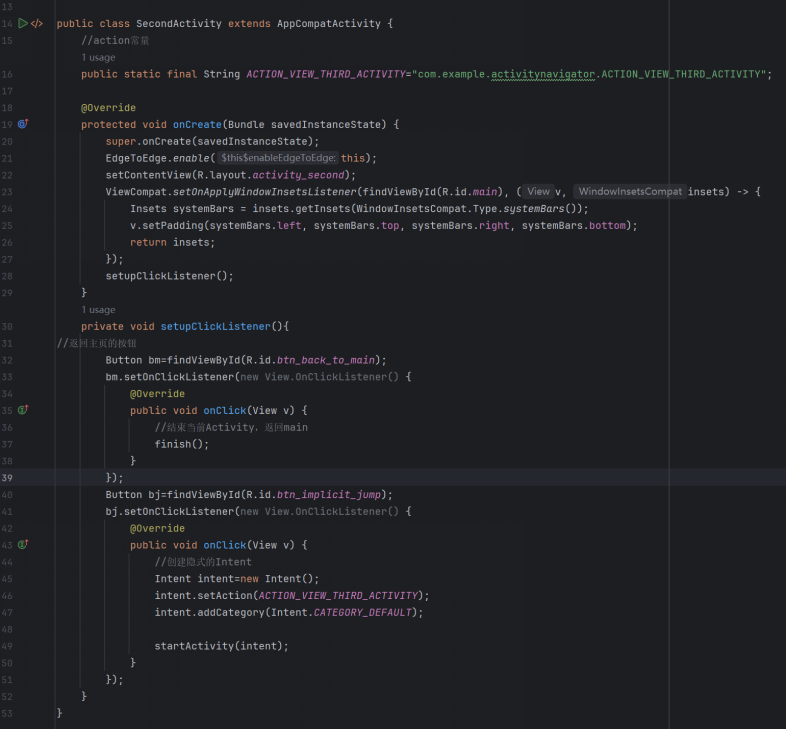 13
14 public class SecondActivity extends AppCompatActivity {
15 //action常量
1 usage
16 public static final String ACTION_VIEW_THIRD_ACTIVITY="com.example.activitynavigator.ACTION_VIEW_THIRD_ACTIVITY";
17
18 @Override
19 protected void onCreate(Bundle savedInstanceState) {
20 super.onCreate(savedInstanceState);
21 EdgeToEdge.enable( $this$enableEdgeToEdge: this);
22 setContentView(R.layout.activity_second);
23 ViewCompat.setOnApplyWindowInsetsListener(findViewById(R.id.main), ( View v, WindowInsetsCompat insets) -> {
24 Insets systemBars = insets.getInsets(WindowInsetsCompat.Type.systemBars());
25 v.setPadding(systemBars.left, systemBars.top, systemBars.right, systemBars.bottom);
26 return insets;
27 });
28 setupClickListener();
29 }
1 usage
30 private void setupClickListener(){
31 //返回主页的按钮
32 Button bm=findViewById(R.id.btn_back_to_main);
33 bm.setOnClickListener(new View.OnClickListener() {
34 @Override
35 public void onClick(View v) {
36 //结束当前Activity. 返回main
37 finish();
38 }
39 });
40 Button bj=findViewById(R.id.btn_implicit_jump);
41 bj.setOnClickListener(new View.OnClickListener() {
42 @Override
43 public void onClick(View v) {
44 //创建隐式的Intent
45 Intent intent=new Intent();
46 intent.setAction(ACTION_VIEW_THIRD_ACTIVITY);
47 intent.addCategory(Intent.CATEGORY_DEFAULT);
48
49 startActivity(intent);
50 }
51 });
52 }
53 }